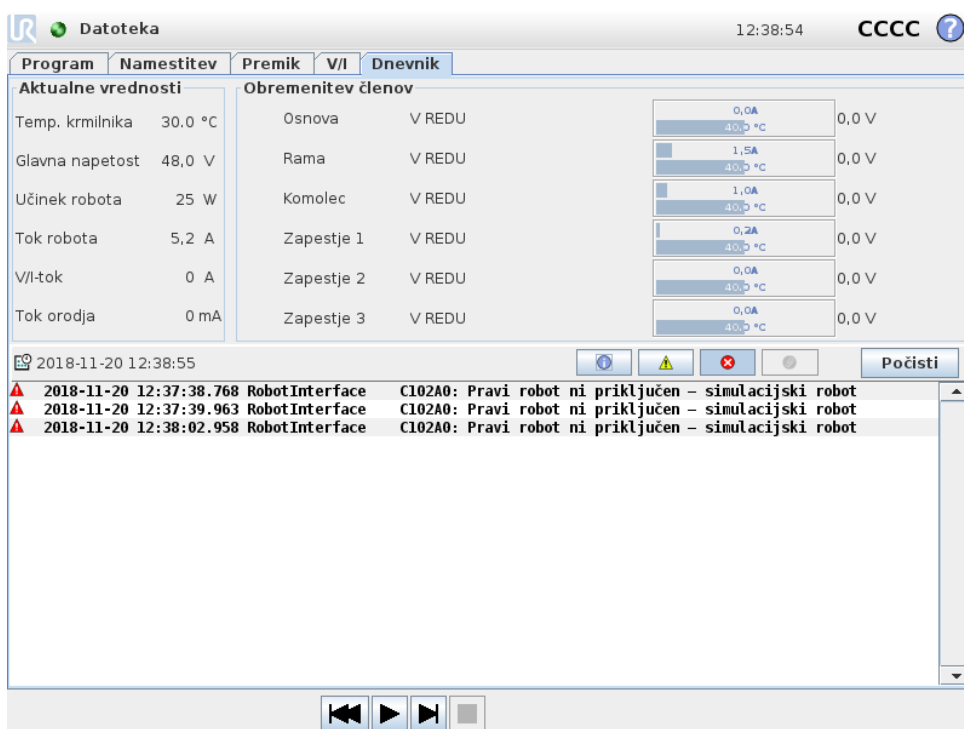 UR Datoteka 12:38:54 CCCC ?
Program Namestitev Premik V/I Dnevnik
Aktualne vrednosti
Temp. krmilnika 30.0 °C
Glavna napetost 48,0 V
Učinek robota 25 W
Tok robota 5,2 A
V/I-tok 0 A
Tok orodja 0 mA
Obremenitev členov
Osnova V REDU 0,0A 40,0 °C 0,0 V
Rama V REDU 1,5A 40,0 °C 0,0 V
Komolec V REDU 1,0A 40,0 °C 0,0 V
Zapestje 1 V REDU 0,2A 40,0 °C 0,0 V
Zapestje 2 V REDU 0,0A 40,0 °C 0,0 V
Zapestje 3 V REDU 0,0A 40,0 °C 0,0 V
2018-11-20 12:38:55 Počisti
2018-11-20 12:37:38.768 RobotInterface C102A0: Pravi robot ni priključen – simulacijski robot
2018-11-20 12:37:39.963 RobotInterface C102A0: Pravi robot ni priključen – simulacijski robot
2018-11-20 12:38:02.958 RobotInterface C102A0: Pravi robot ni priključen – simulacijski robot